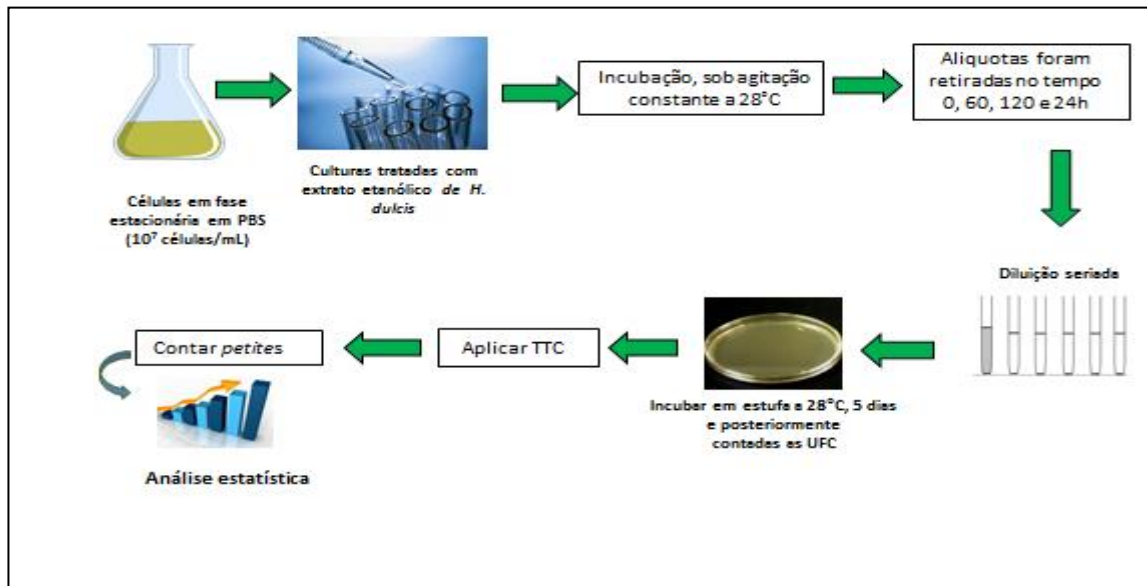 Células em fase
estacionária em PBS
(10⁷ células/mL)
Culturas tratadas com
extrato etanólico de H.
dulcis
Incubação, sob agitação
constante a 28°C
Aliquotas foram
retiradas no tempo
0, 60, 120 e 24h
Diluição seriada
Incubar em estufa a 28°C, 5 dias
e posteriormente
contadas as UFC
Aplicar TTC
Contar petites
Análise estatística